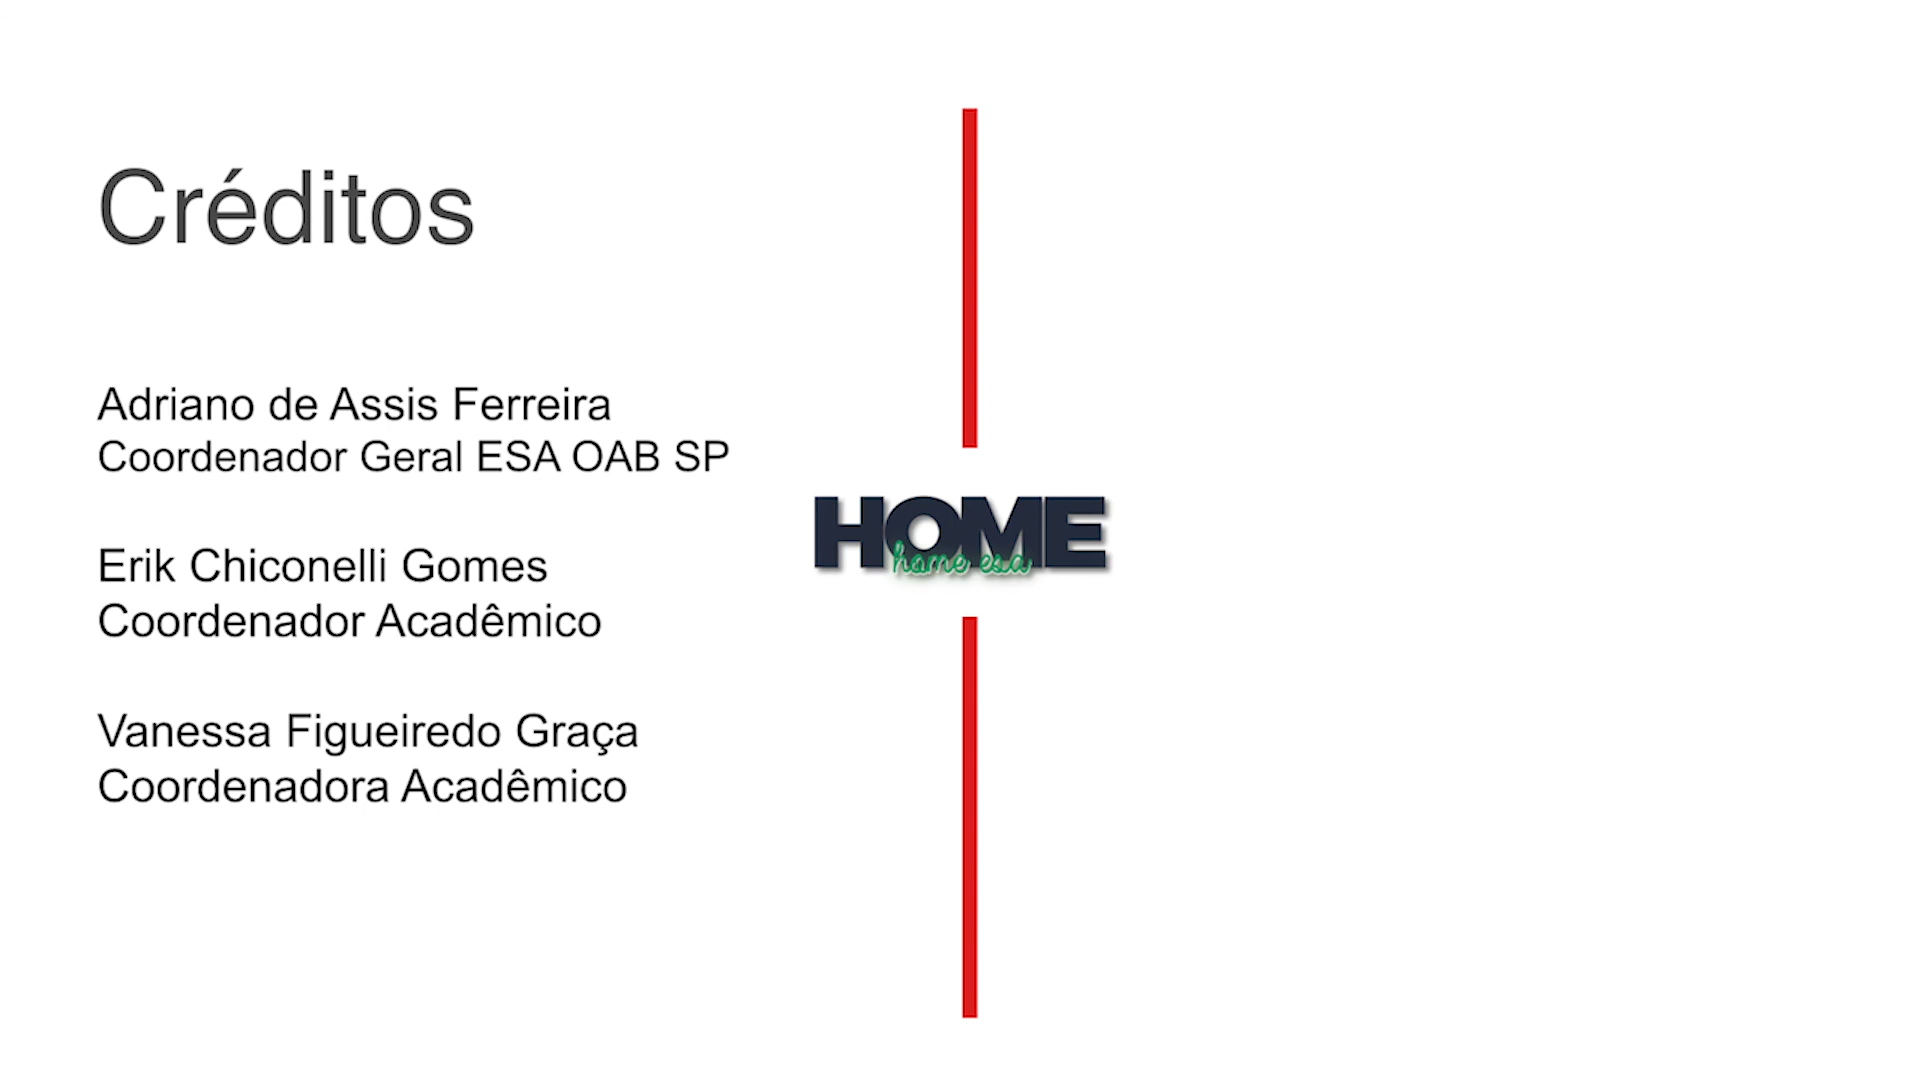 Créditos
Adriano de Assis Ferreira
Coordenador Geral ESA OAB SP
Erik Chiconelli Gomes
Coordenador Acadêmico
Vanessa Figueiredo Graça
Coordenadora Acadêmico
HOME
home esa